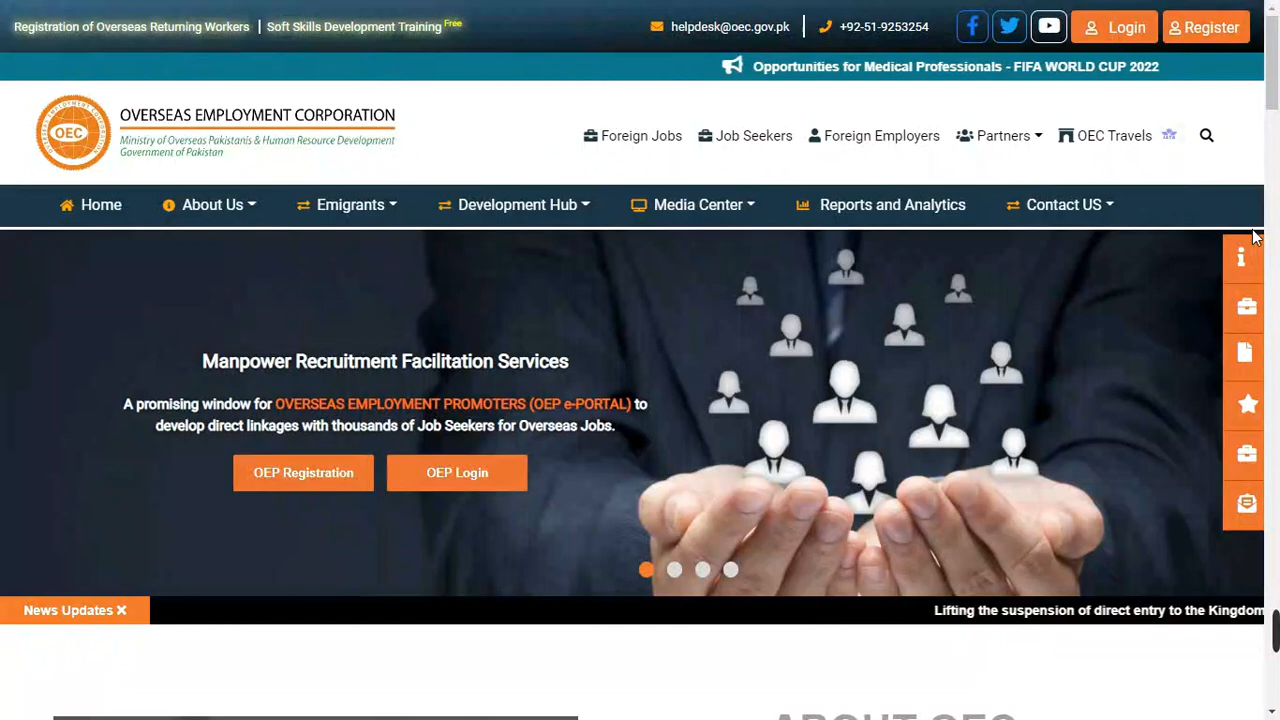 Registration of Overseas Returning Workers | Soft Skills Development Training Free
helpdesk@oec.gov.pk | +92-51-9253254 Login Register
Opportunities for Medical Professionals - FIFA WORLD CUP 2022
OEC
OVERSEAS EMPLOYMENT CORPORATION
Ministry of Overseas Pakistanis & Human Resource Development
Government of Pakistan
Foreign Jobs Job Seekers Foreign Employers Partners OEC Travels
Home About Us Emigrants Development Hub Media Center Reports and Analytics Contact US
Manpower Recruitment Facilitation Services
A promising window for OVERSEAS EMPLOYMENT PROMOTERS (OEP e-PORTAL) to
develop direct linkages with thousands of Job Seekers for Overseas Jobs.
OEP Registration OEP Login
News Updates ×
Lifting the suspension of direct entry to the Kingdom
ABOUT OEC